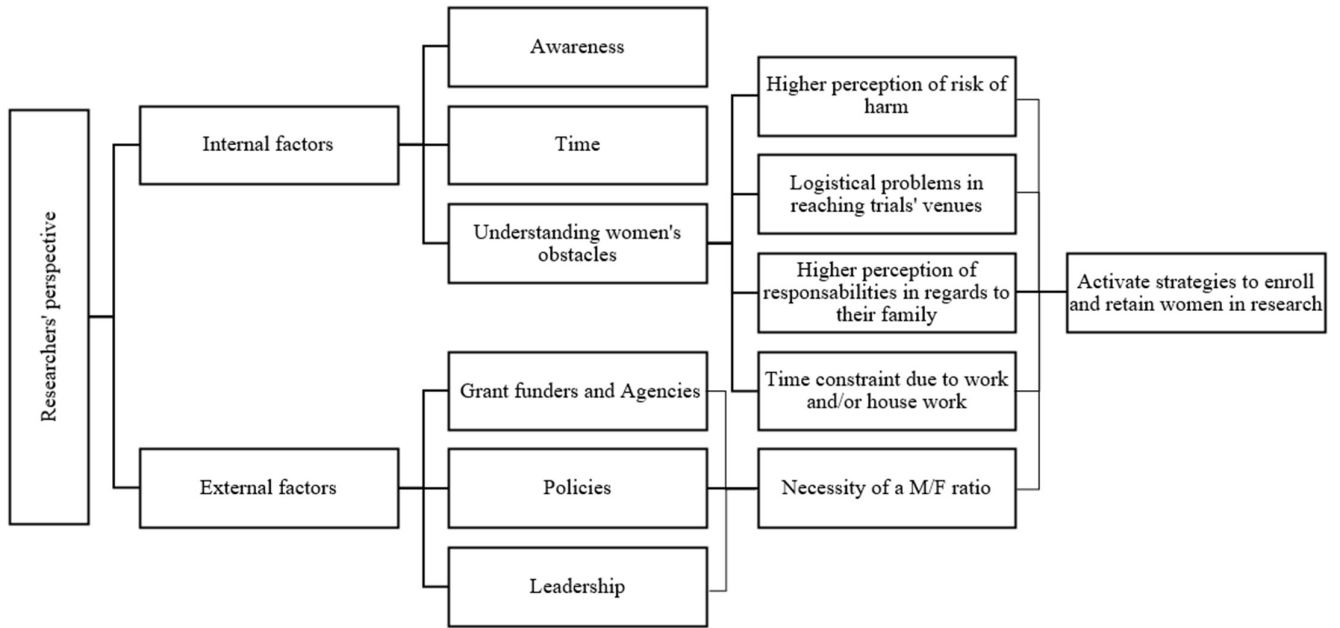 Researchers' perspective
Internal factors
External factors
Awareness
Time
Understanding women's
obstacles
Grant funders and Agencies
Policies
Leadership
Higher perception of risk of
harm
Logistical problems in
reaching trials' venues
Higher perception of
responsabilities in regards to
their family
Time constraint due to work
and/or house work
Necessity of a M/F ratio
Activate strategies to enroll
and retain women in research